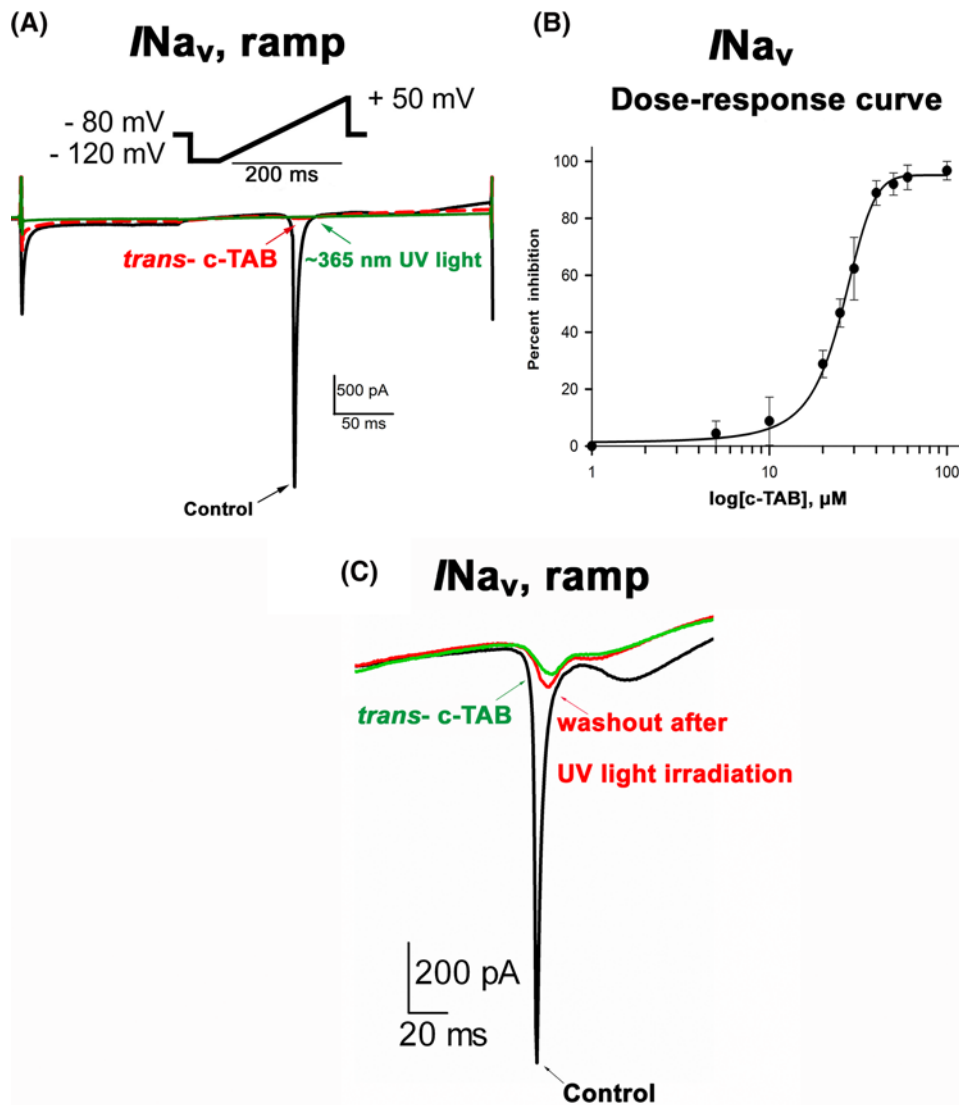 (A)
INav, ramp
- 80 mV
- 120 mV
+ 50 mV
200 ms
trans- c-TAB
~365 nm UV light
500 pA
50 ms
Control
(B)
INav
Dose-response curve
Percent inhibition
100
80
60
40
20
0
1
10
100
log[c-TAB], µM
(C)
INav, ramp
trans- c-TAB
washout after
UV light irradiation
200 pA
20 ms
Control